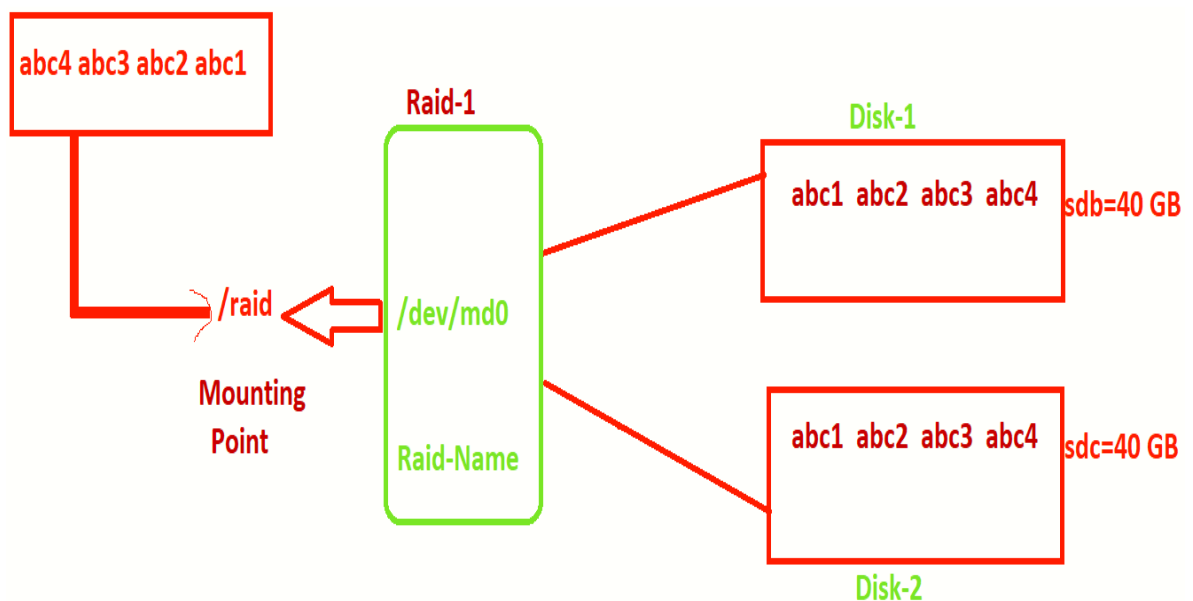 abc4 abc3 abc2 abc1
/raid
Mounting
Point
Raid-1
/dev/md0
Raid-Name
Disk-1
abc1 abc2 abc3 abc4
sdb=40 GB
abc1 abc2 abc3 abc4
sdc=40 GB
Disk-2